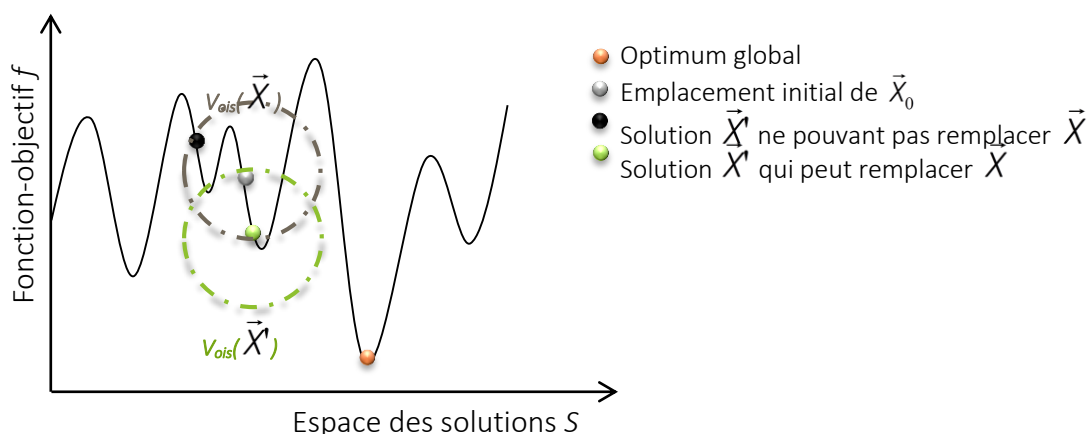 Fonction-objectif f
Vois(X⃗)
Vois(X⃗')
Espace des solutions S
Optimum global
Emplacement initial de X⃗₀
Solution X⃗' ne pouvant pas remplacer X⃗
Solution X⃗' qui peut remplacer X⃗